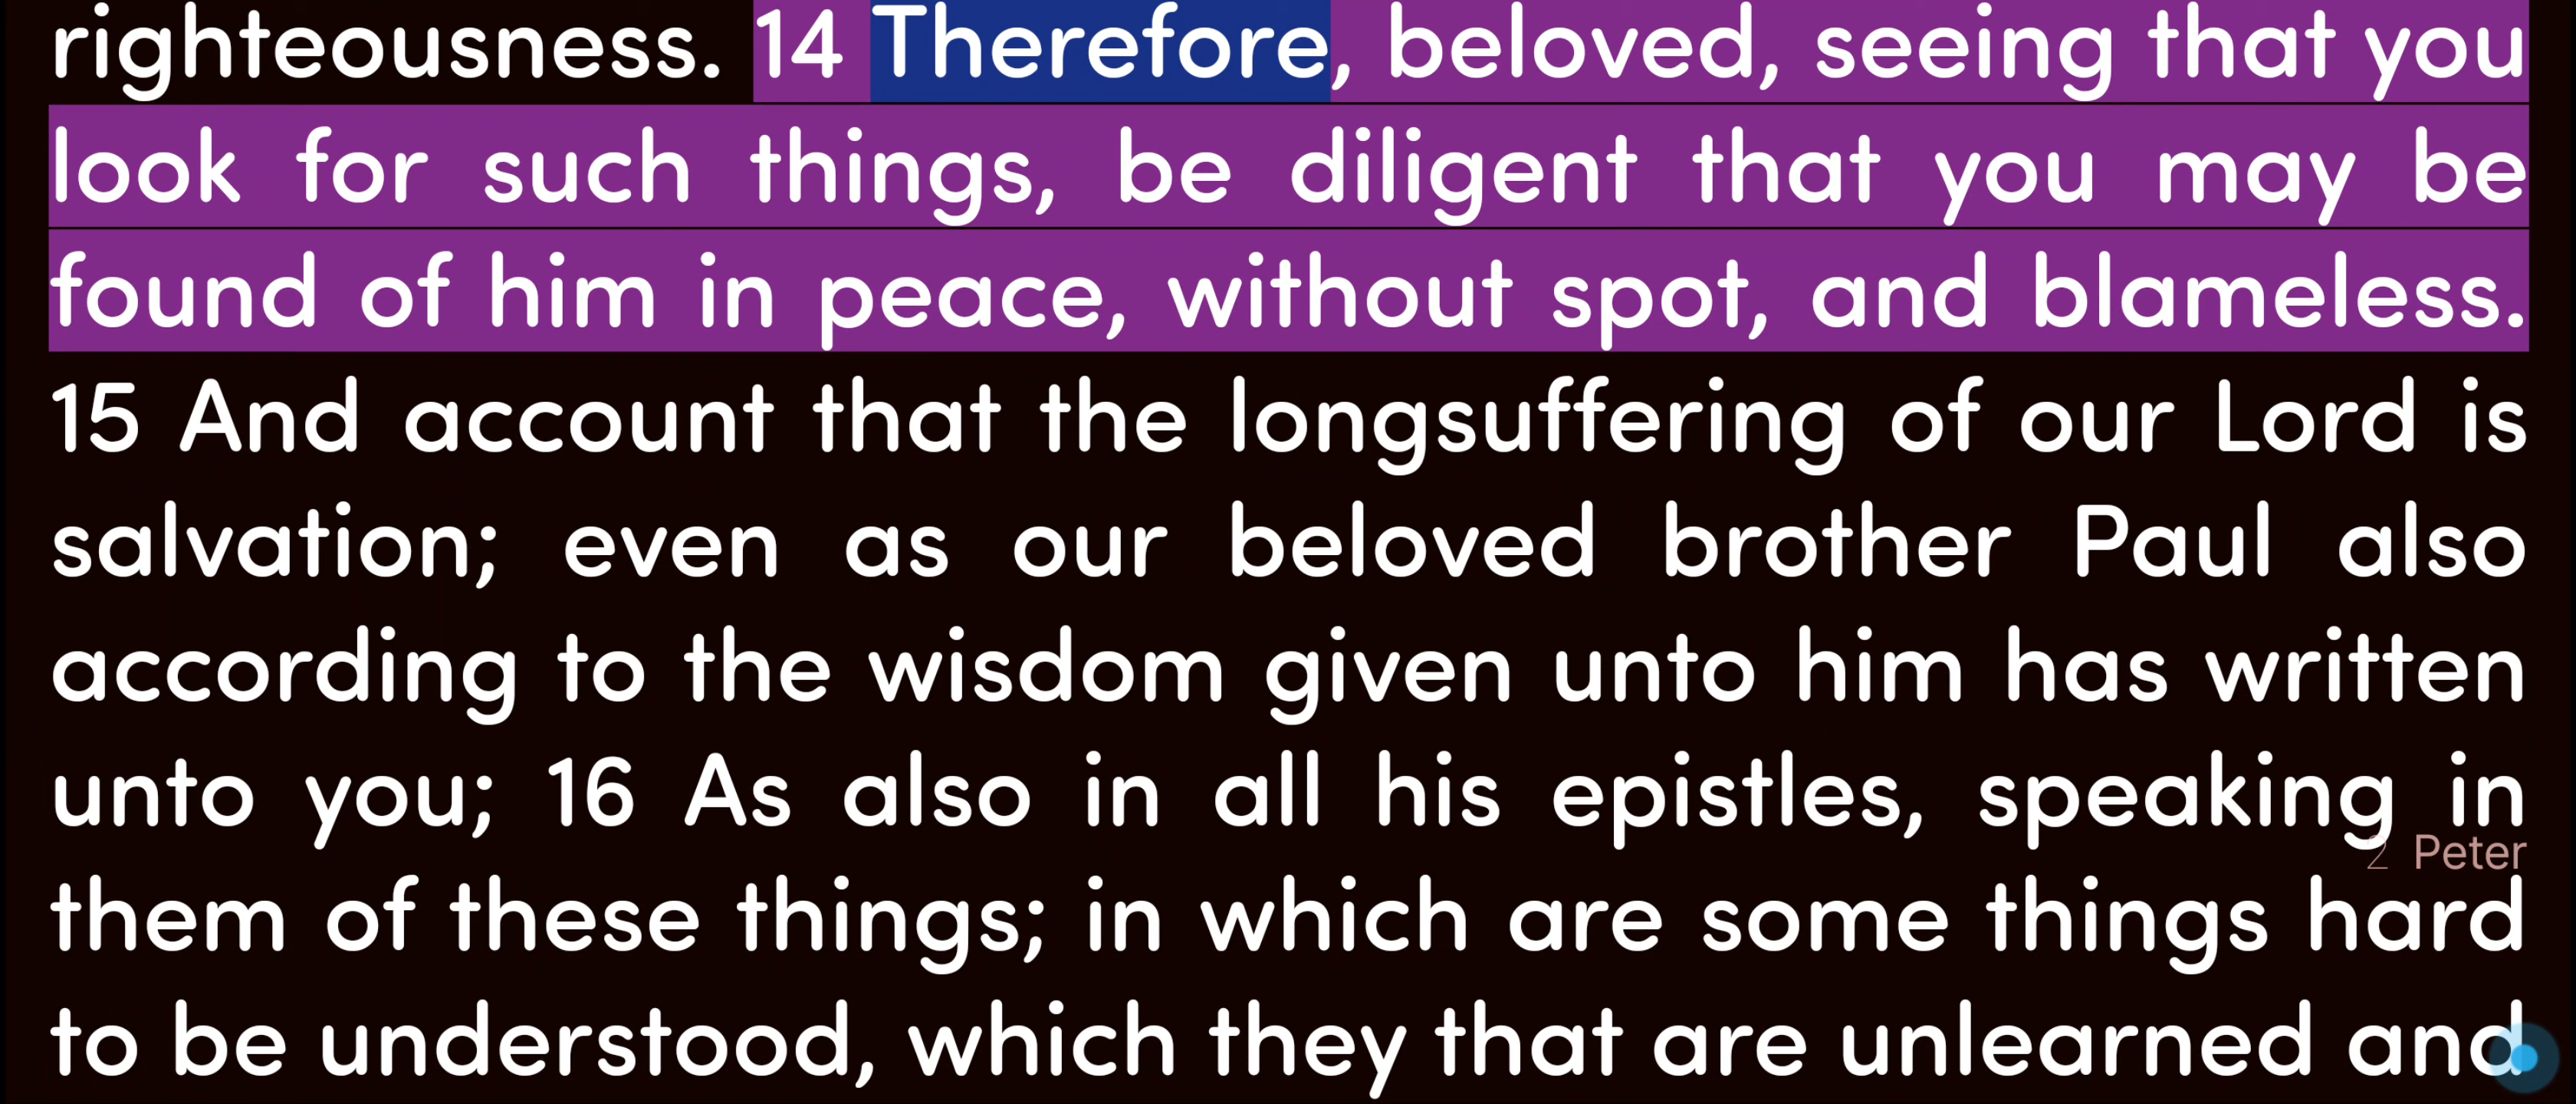 righteousness. 14 Therefore, beloved, seeing that you
look for such things, be diligent that you may be
found of him in peace, without spot, and blameless.
15 And account that the longsuffering of our Lord is
salvation; even as our beloved brother Paul also
according to the wisdom given unto him has written
unto you; 16 As also in all his epistles, speaking in
2 Peter
them of these things; in which are some things hard
to be understood, which they that are unlearned and